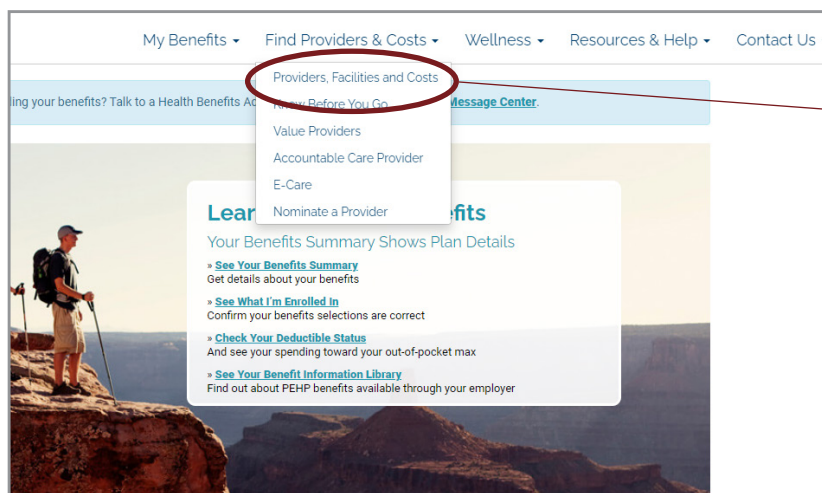 My Benefits Find Providers & Costs Wellness Resources & Help Contact Us
Providers, Facilities and Costs
ling your benefits? Talk to a Health Benefits Message Center.
Know Before You Go
Value Providers
Accountable Care Provider
E-Care
Nominate a Provider
Your Benefits Summary Shows Plan Details
» See Your Benefits Summary
Get details about your benefits
» See What I'm Enrolled In
Confirm your benefits selections are correct
» Check Your Deductible Status
And see your spending toward your out-of-pocket max
» See Your Benefit Information Library
Find out about PEHP benefits available through your employer